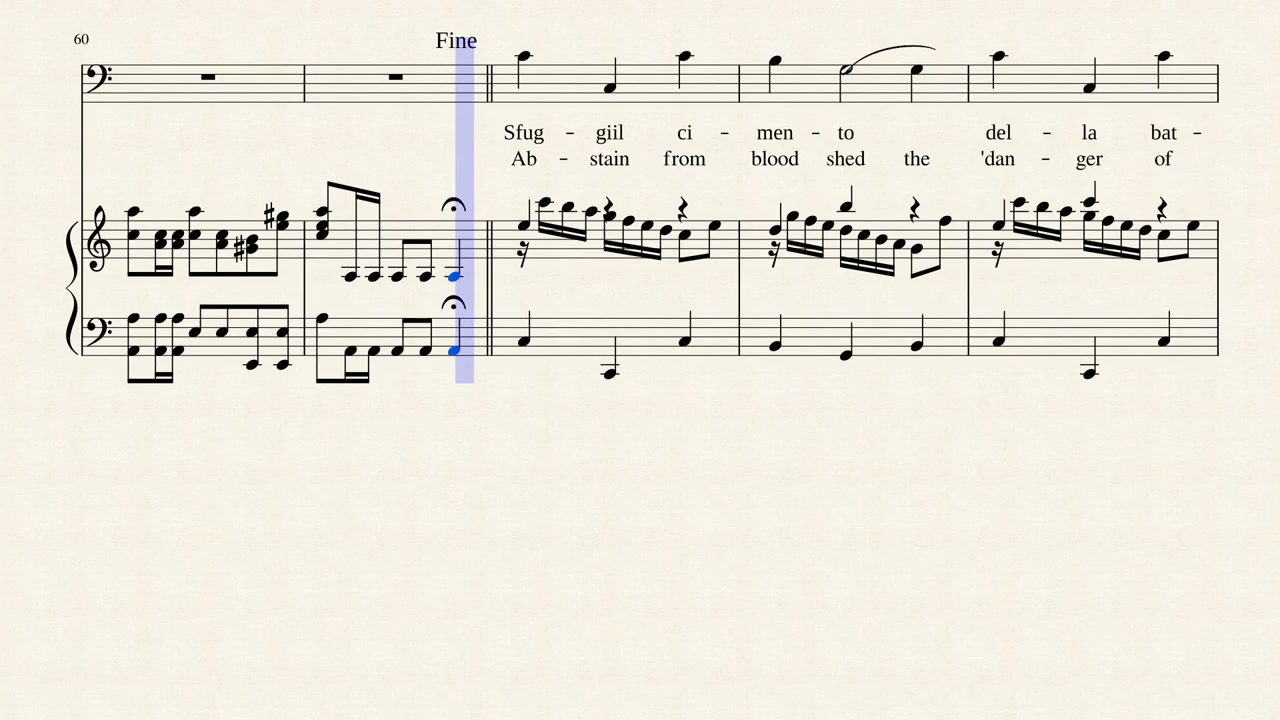 60
Fine
Sfug - giil ci - men - to del - la bat -
Ab - stain from blood shed the 'dan - ger of